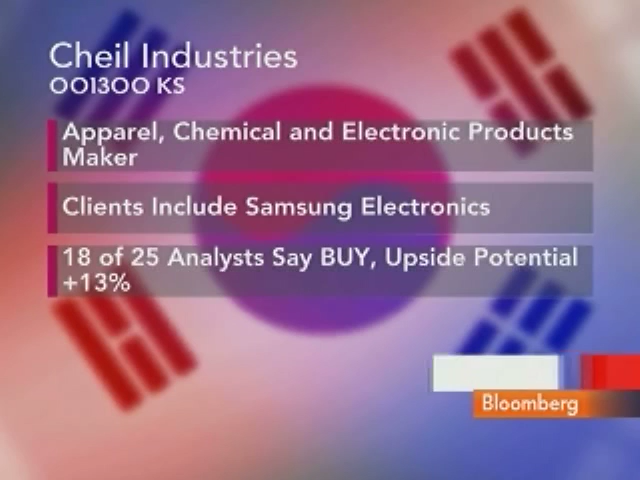 Cheil Industries
001300 KS
Apparel, Chemical and Electronic Products
Maker
Clients Include Samsung Electronics
18 of 25 Analysts Say BUY, Upside Potential
+13%
Bloomberg